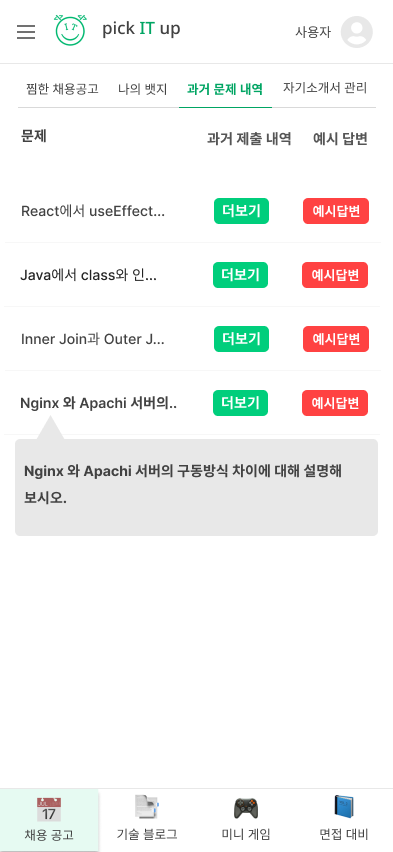 pick IT up
사용자
찜한 채용공고 나의 뱃지 과거 문제 내역 자기소개서 관리
문제 과거 제출 내역 예시 답변
React에서 useEffect... 더보기 예시답변
Java에서 class와 인... 더보기 예시답변
Inner Join과 Outer J... 더보기 예시답변
Nginx 와 Apachi 서버의.. 더보기 예시답변
Nginx 와 Apachi 서버의 구동방식 차이에 대해 설명해
보시오.
17
채용 공고 기술 블로그 미니 게임 면접 대비